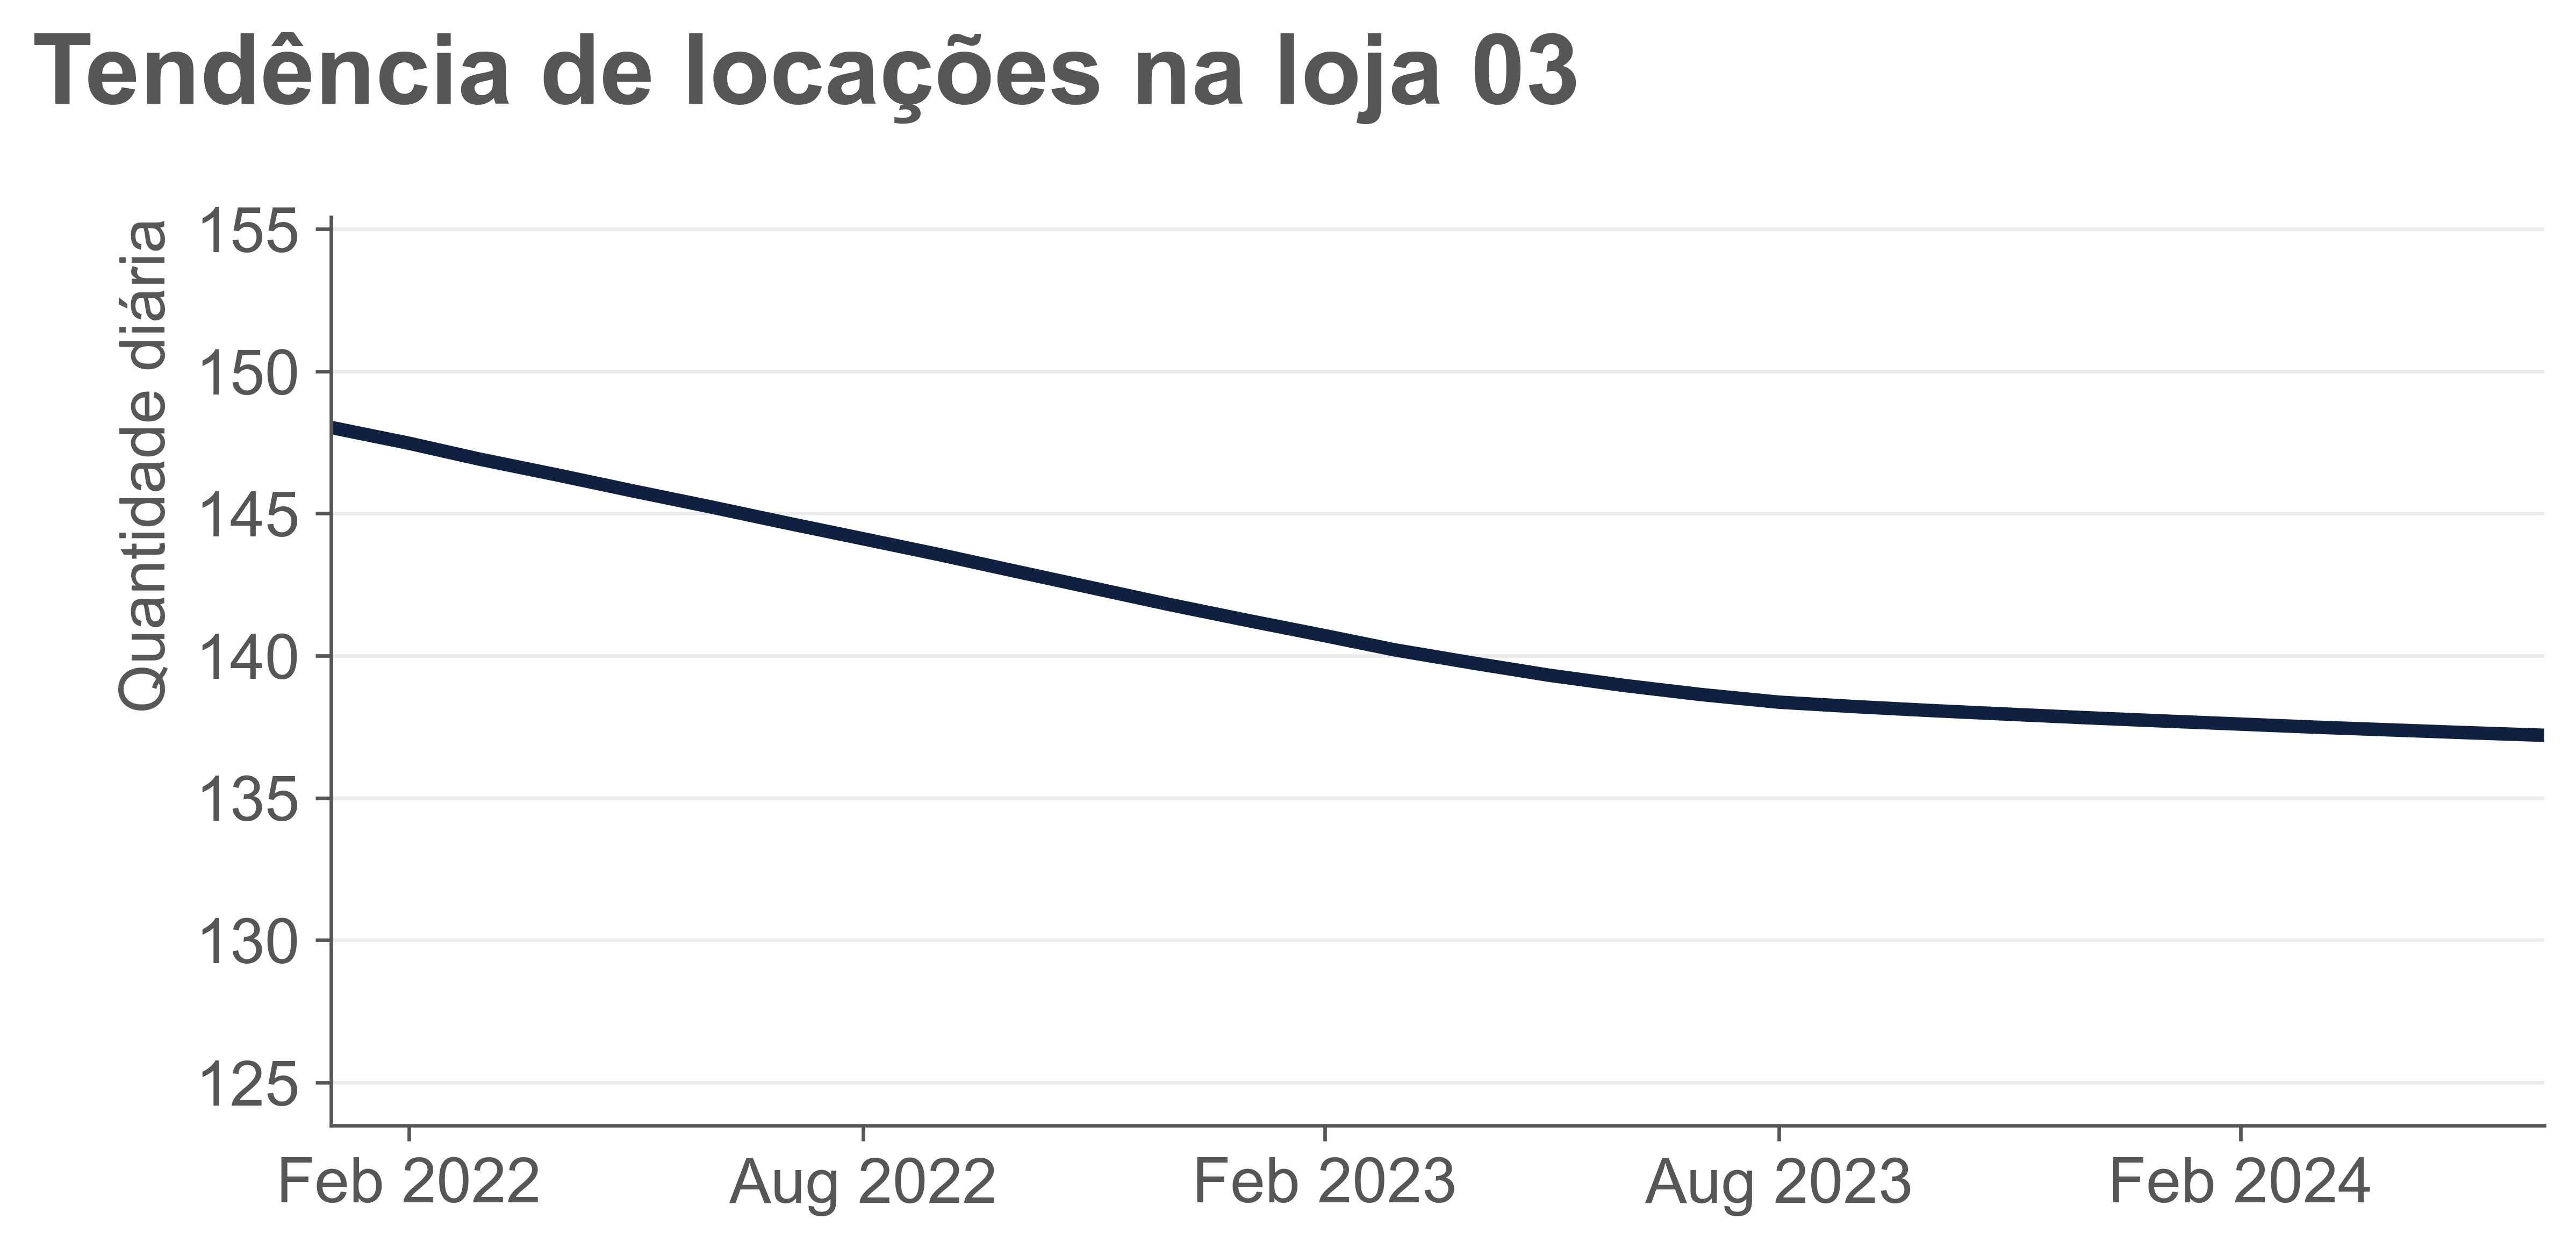 Tendência de locações na loja 03
Quantidade diária
155
150
145
140
135
130
125
Feb 2022
Aug 2022
Feb 2023
Aug 2023
Feb 2024